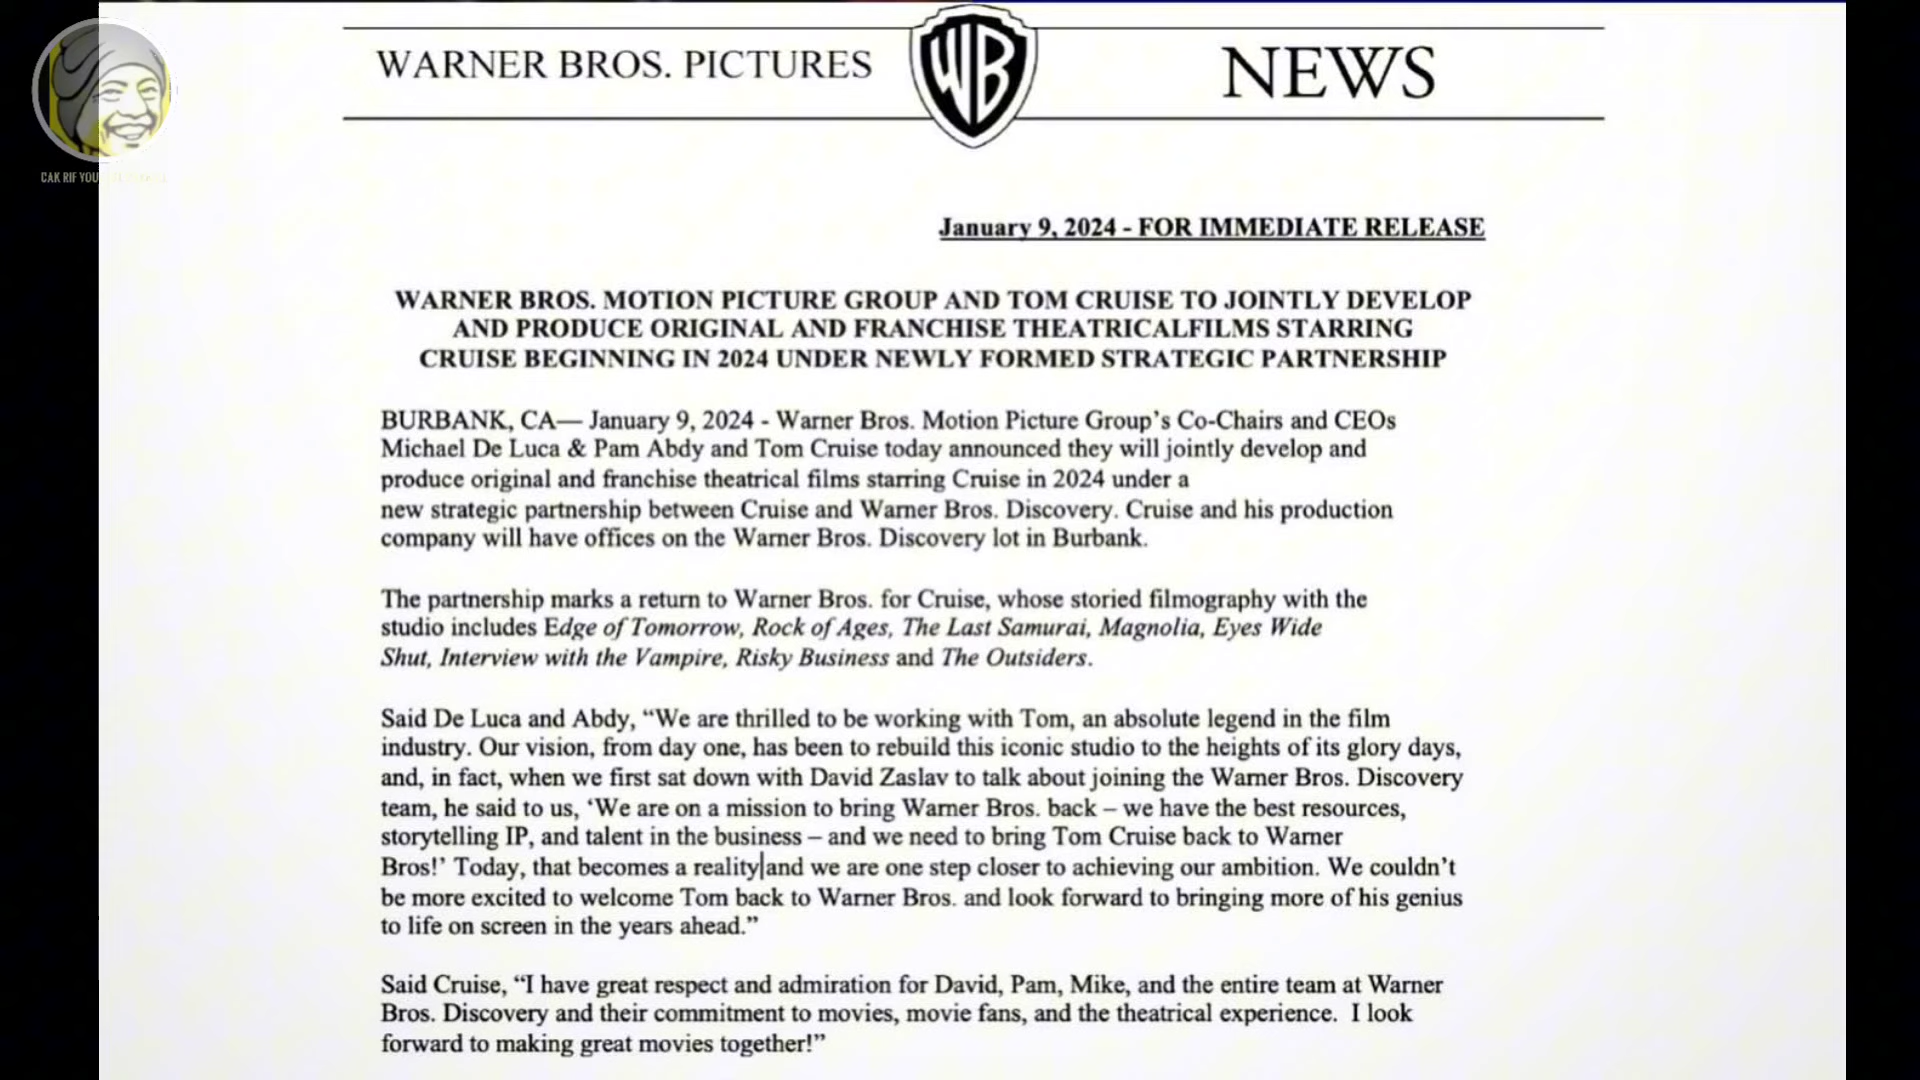 WARNER BROS. PICTURES
WB
NEWS
CAK RIF YOU
January 9, 2024 - FOR IMMEDIATE RELEASE
WARNER BROS. MOTION PICTURE GROUP AND TOM CRUISE TO JOINTLY DEVELOP
AND PRODUCE ORIGINAL AND FRANCHISE THEATRICALFILMS STARRING
CRUISE BEGINNING IN 2024 UNDER NEWLY FORMED STRATEGIC PARTNERSHIP
BURBANK, CA— January 9, 2024 - Warner Bros. Motion Picture Group’s Co-Chairs and CEOs
Michael De Luca & Pam Abdy and Tom Cruise today announced they will jointly develop and
produce original and franchise theatrical films starring Cruise in 2024 under a
new strategic partnership between Cruise and Warner Bros. Discovery. Cruise and his production
company will have offices on the Warner Bros. Discovery lot in Burbank.
The partnership marks a return to Warner Bros. for Cruise, whose storied filmography with the
studio includes Edge of Tomorrow, Rock of Ages, The Last Samurai, Magnolia, Eyes Wide
Shut, Interview with the Vampire, Risky Business and The Outsiders.
Said De Luca and Abdy, “We are thrilled to be working with Tom, an absolute legend in the film
industry. Our vision, from day one, has been to rebuild this iconic studio to the heights of its glory days,
and, in fact, when we first sat down with David Zaslav to talk about joining the Warner Bros. Discovery
team, he said to us, ‘We are on a mission to bring Warner Bros. back – we have the best resources,
storytelling IP, and talent in the business – and we need to bring Tom Cruise back to Warner
Bros!’ Today, that becomes a reality and we are one step closer to achieving our ambition. We couldn’t
be more excited to welcome Tom back to Warner Bros. and look forward to bringing more of his genius
to life on screen in the years ahead.”
Said Cruise, “I have great respect and admiration for David, Pam, Mike, and the entire team at Warner
Bros. Discovery and their commitment to movies, movie fans, and the theatrical experience. I look
forward to making great movies together!”